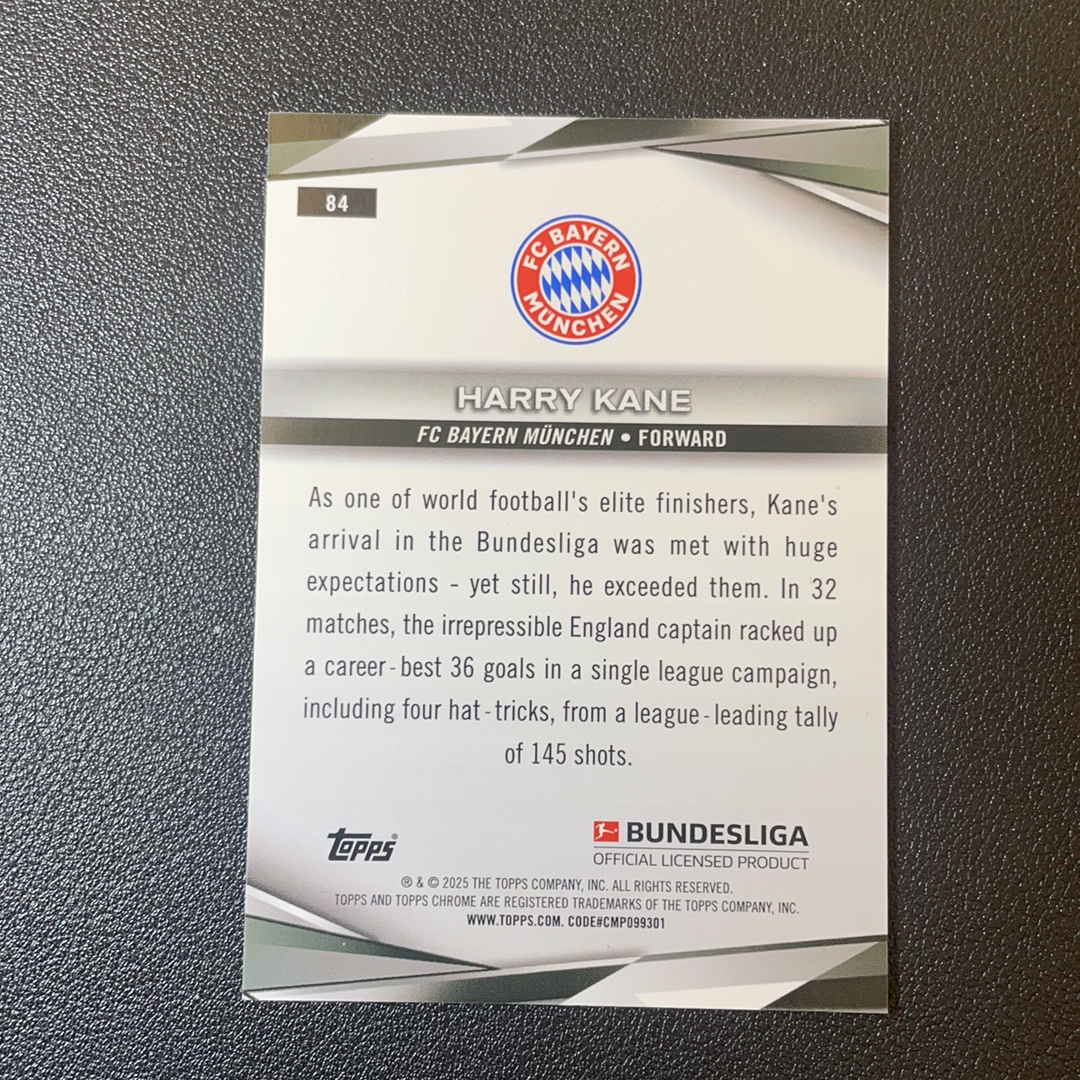 84
FC BAYERN
MÜNCHEN
HARRY KANE
FC BAYERN MÜNCHEN • FORWARD
As one of world football's elite finishers, Kane's
arrival in the Bundesliga was met with huge
expectations - yet still, he exceeded them. In 32
matches, the irrepressible England captain racked up
a career-best 36 goals in a single league campaign,
including four hat-tricks, from a league-leading tally
of 145 shots.
Topps®
BUNDESLIGA
OFFICIAL LICENSED PRODUCT
® & © 2025 THE TOPPS COMPANY, INC. ALL RIGHTS RESERVED.
TOPPS AND TOPPS CHROME ARE REGISTERED TRADEMARKS OF THE TOPPS COMPANY, INC.
WWW.TOPPS.COM. CODE#CMP099301